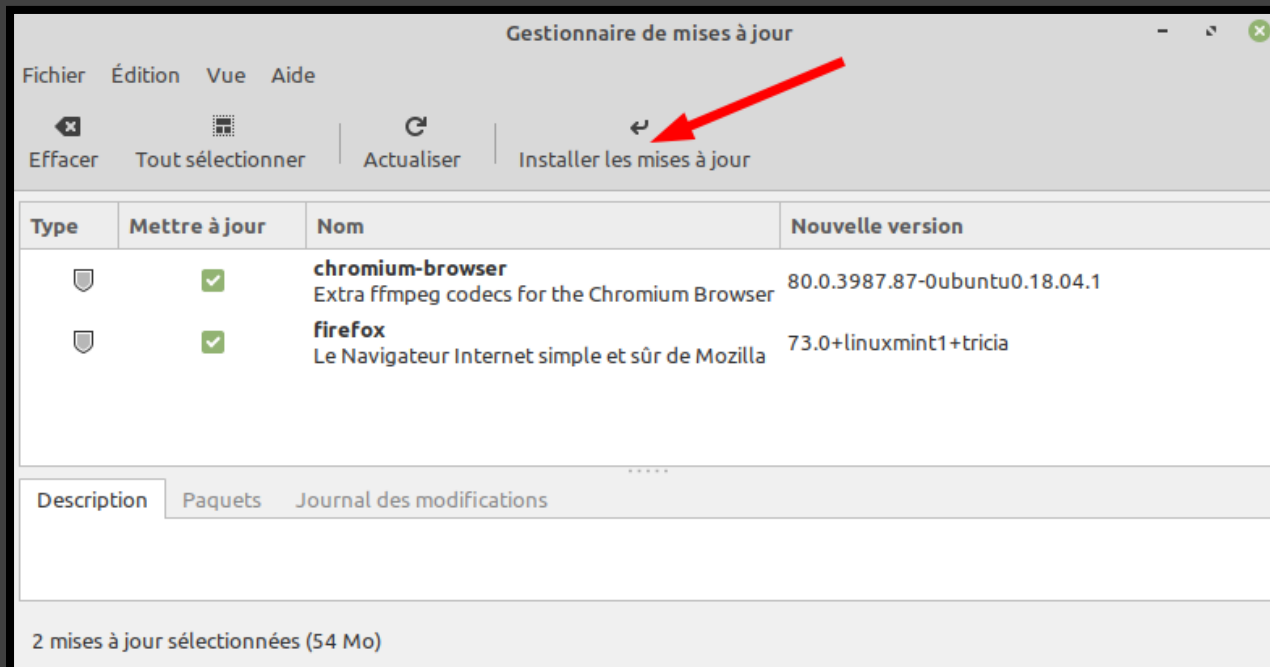 Gestionnaire de mises à jour
Fichier Édition Vue Aide
Effacer Tout sélectionner Actualiser Installer les mises à jour
Type Mettre à jour Nom Nouvelle version
chromium-browser
Extra ffmpeg codecs for the Chromium Browser 80.0.3987.87-0ubuntu0.18.04.1
firefox
Le Navigateur Internet simple et sûr de Mozilla 73.0+linuxmint1+tricia
Description Paquets Journal des modifications
2 mises à jour sélectionnées (54 Mo)